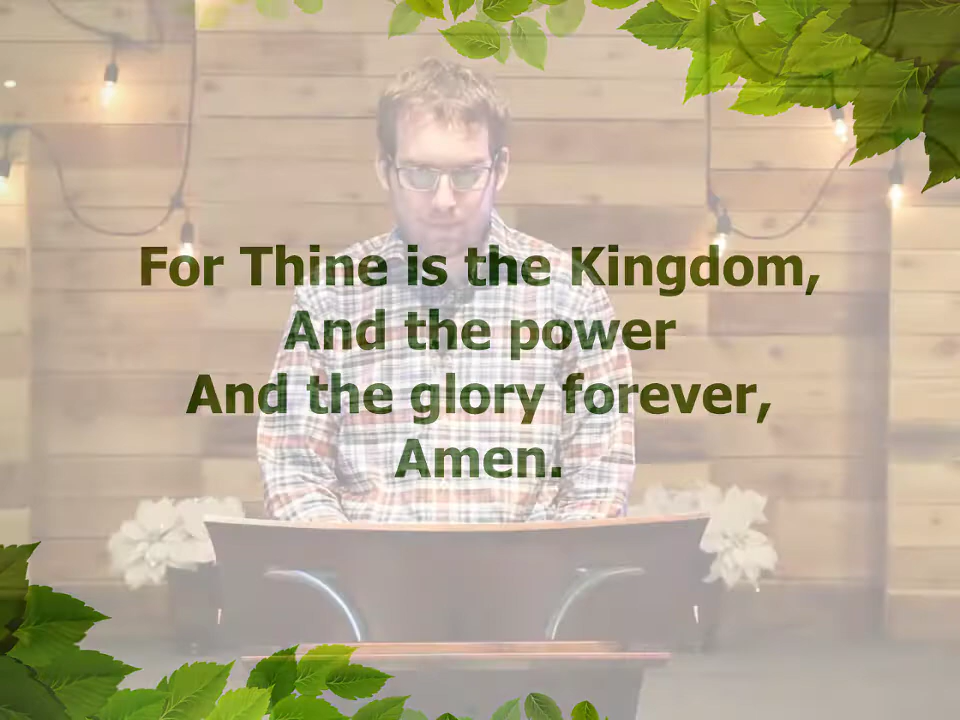 For Thine is the Kingdom,
And the power
And the glory forever,
Amen.